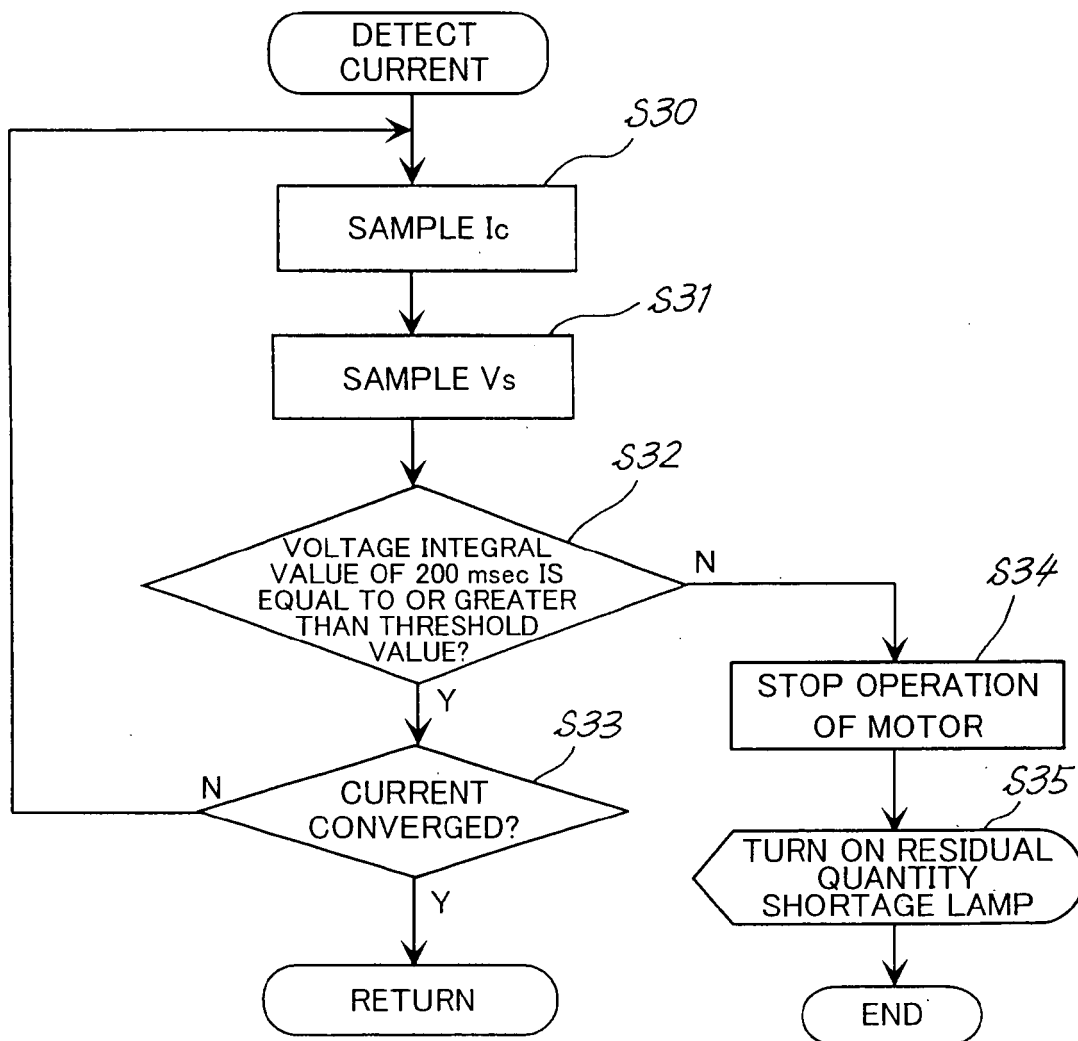 DETECT
CURRENT
S30
SAMPLE Ic
S31
SAMPLE Vs
S32
VOLTAGE INTEGRAL
VALUE OF 200 msec IS
EQUAL TO OR GREATER
THAN THRESHOLD
VALUE?
N
Y
S34
STOP OPERATION
OF MOTOR
S33
CURRENT
CONVERGED?
N
Y
S35
TURN ON RESIDUAL
QUANTITY
SHORTAGE LAMP
RETURN
END